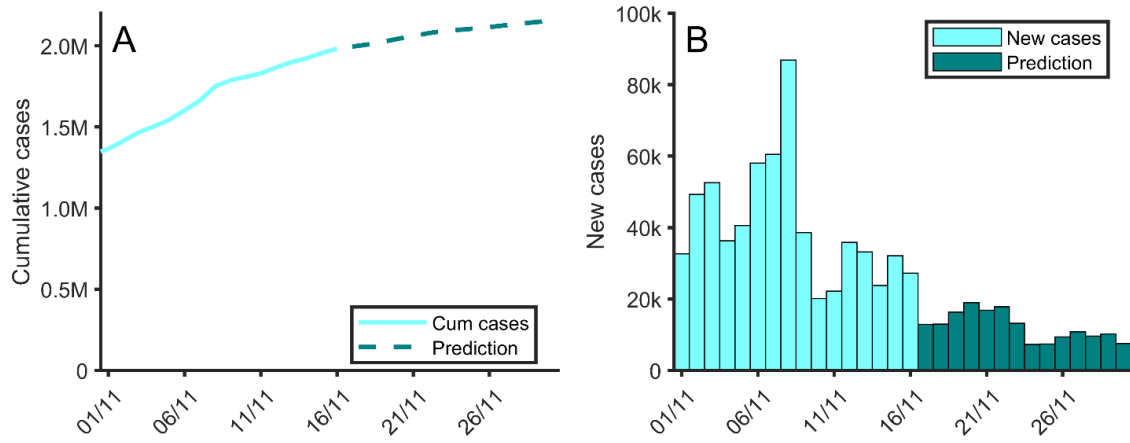 A
Cumulative cases
2.0M
1.5M
1.0M
0.5M
0
Cum cases
Prediction
01/11
06/11
11/11
16/11
21/11
26/11
B
New cases
100k
80k
60k
40k
20k
0
New cases
Prediction
01/11
06/11
11/11
16/11
21/11
26/11